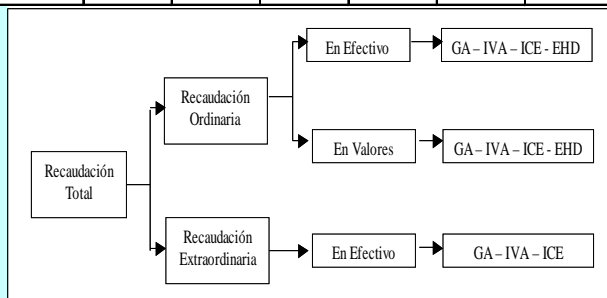 En Efectivo
GA – IVA – ICE - EHD
Recaudación
Ordinaria
En Valores
GA – IVA – ICE - EHD
Recaudación
Total
Recaudación
Extraordinaria
En Efectivo
GA – IVA – ICE